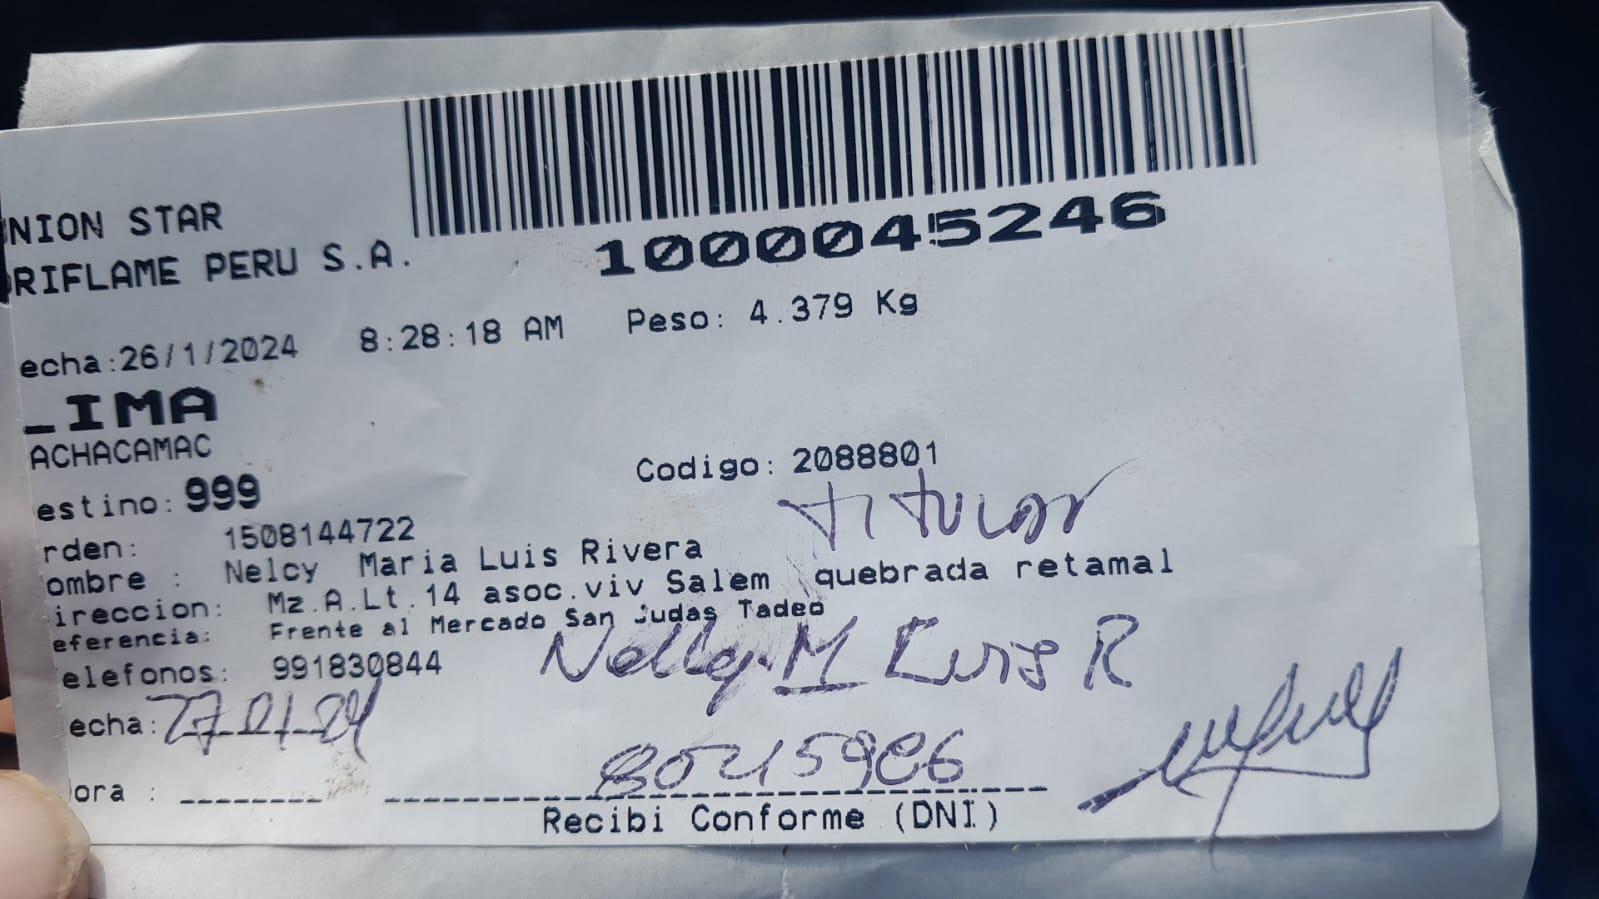 NION STAR
ORIFLAME PERU S.A.
1000045246
echa:26/1/2024 8:28:18 AM Peso: 4.379 Kg
LIMA
ACHACAMAC
Codigo: 2088801
estino: 999
Titular
rden: 1508144722
ombre : Nelcy Maria Luis Rivera
ireccion: Mz.A.Lt.14 asoc.viv Salem quebrada retamal
eferencia: Frente al Mercado San Judas Tadeo
elefonos: 991830844
Nelly.M Luis R
echa: 27-01-24
ora :
Recibi Conforme (DNI)